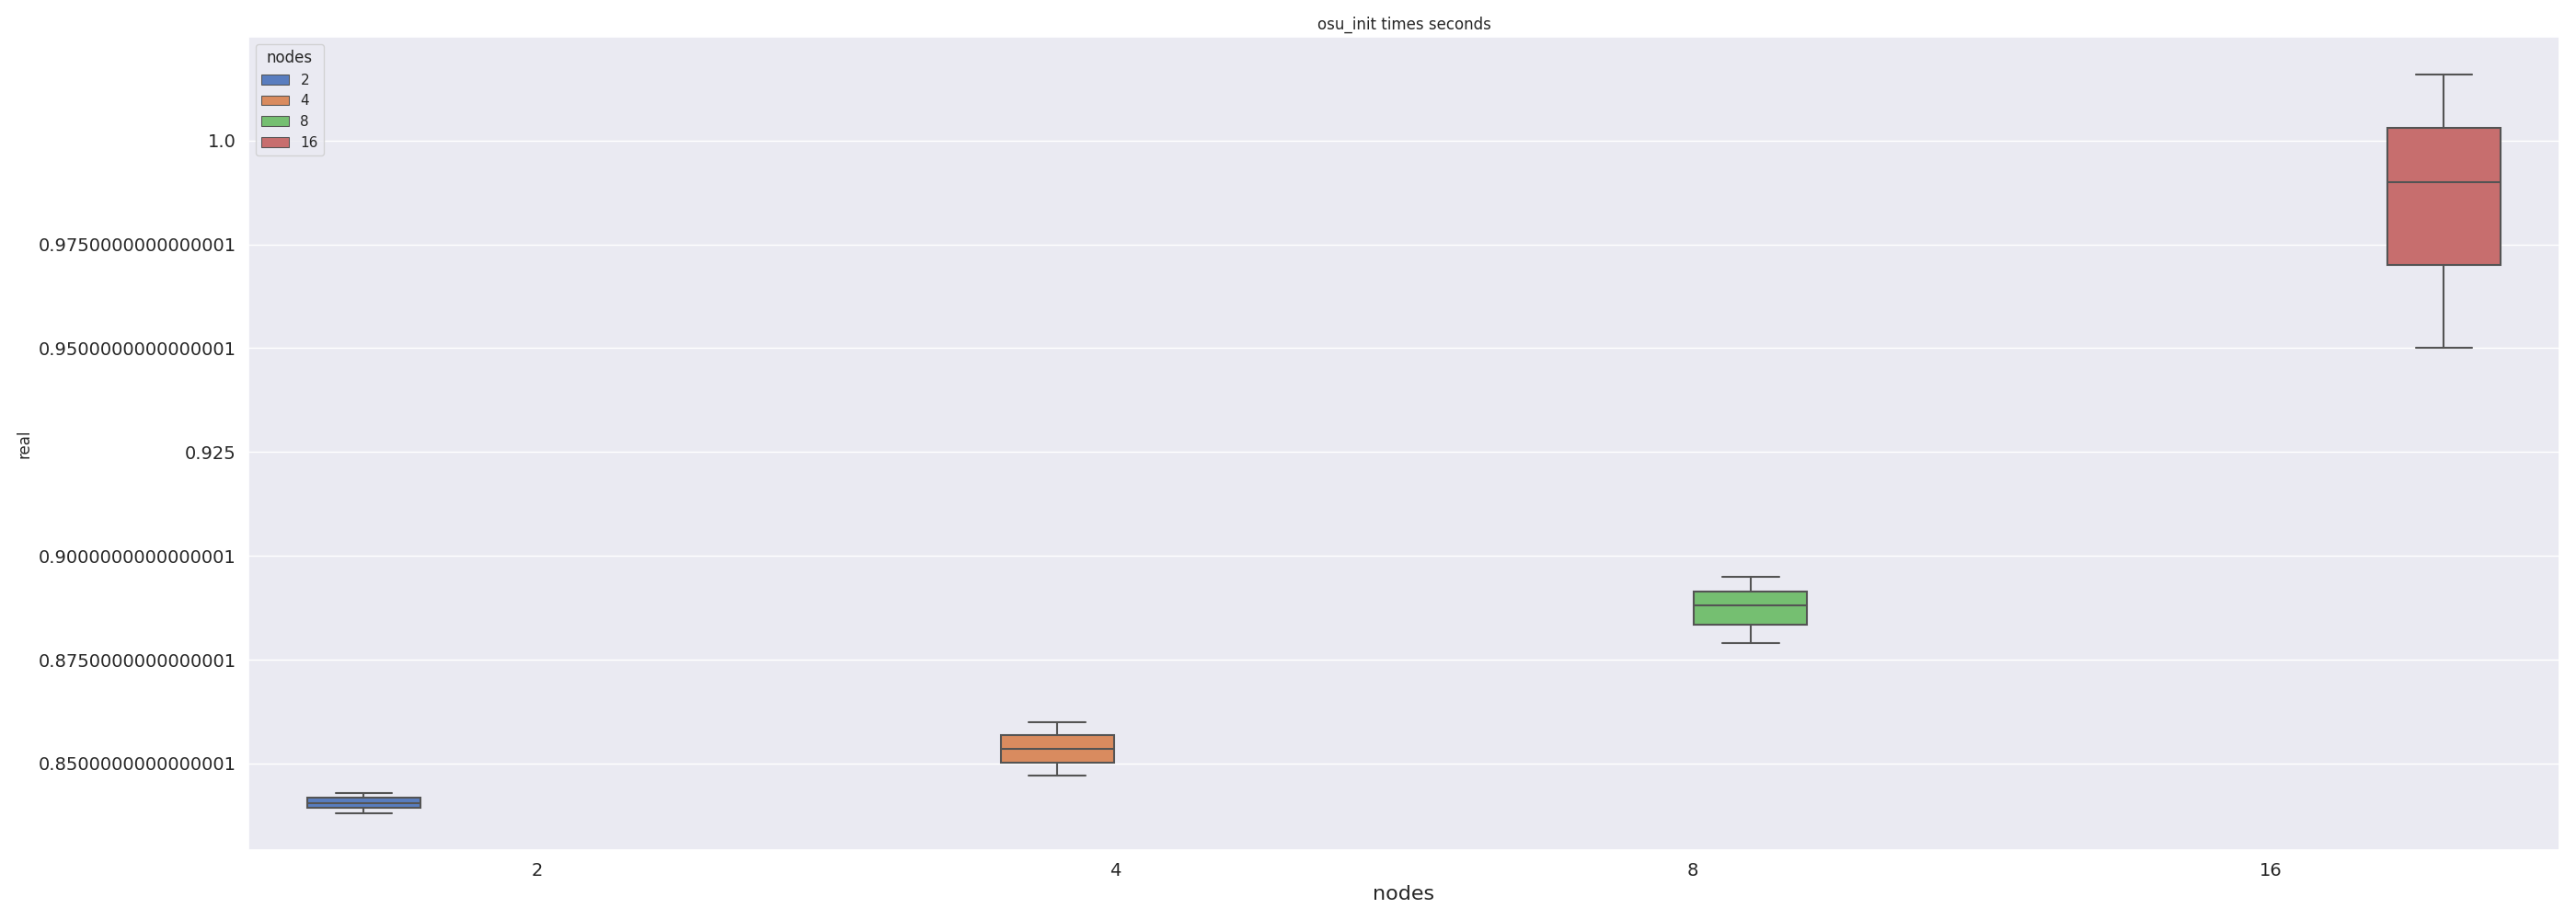 osu_init times seconds
nodes
2
4
8
16
1.0
0.9750000000000001
0.9500000000000001
0.925
0.9000000000000001
0.8750000000000001
0.8500000000000001
real
2 4 8 16
nodes